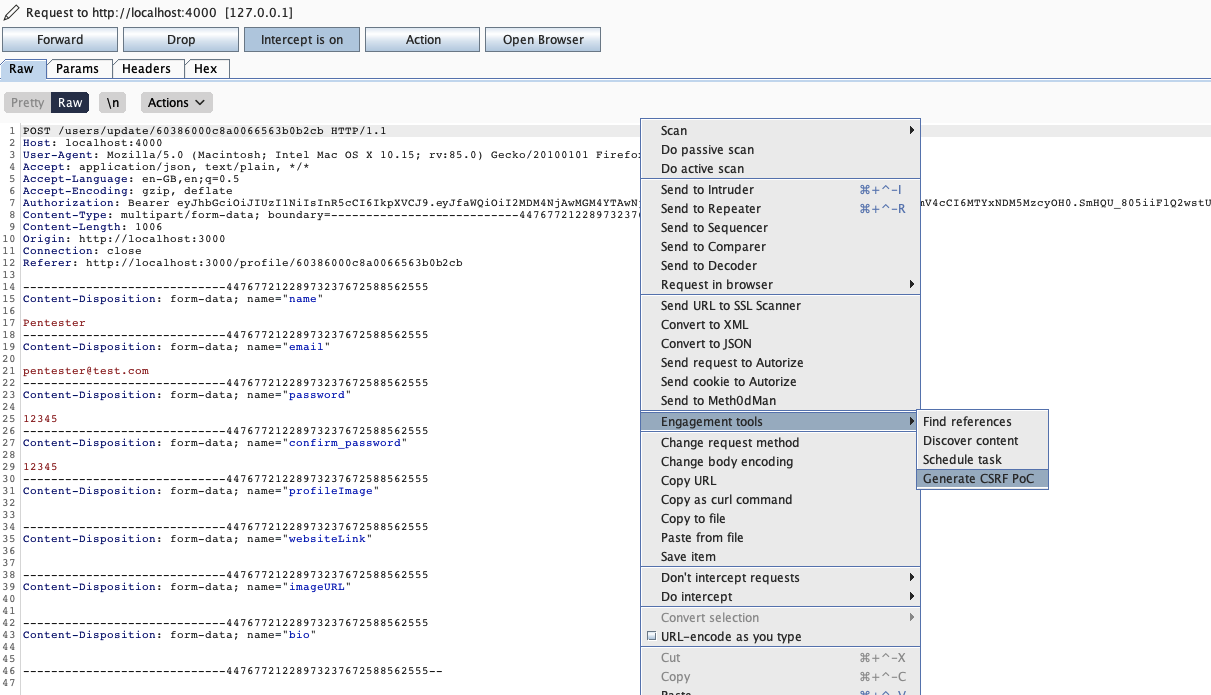 Request to http://localhost:4000 [127.0.0.1]
Forward Drop Intercept is on Action Open Browser
Raw Params Headers Hex
Pretty Raw \n Actions
1 POST /users/update/60386000c8a0066563b0b2cb HTTP/1.1
2 Host: localhost:4000
3 User-Agent: Mozilla/5.0 (Macintosh; Intel Mac OS X 10.15; rv:85.0) Gecko/20100101
4 Accept: application/json, text/plain, */*
5 Accept-Language: en-GB,en;q=0.5
6 Accept-Encoding: gzip, deflate
7 Authorization: Bearer
8 Content-Type: multipart/form-data;
9 Content-Length: 1006
10 Origin: http://localhost:3000
11 Connection: close
12 Referer: http://localhost:3000/profile/60386000c8a0066563b0b2cb
13
14 -----------------------------447677212289732376725885​62555
15 Content-Disposition: form-data; name="name"
16
17 Pentester
18 -----------------------------44767721228973237672588562555
19 Content-Disposition: form-data; name="email"
20
21 pentester@test.com
22 -----------------------------44767721228973237672588562555
23 Content-Disposition: form-data; name="password"
24
25 12345
26 -----------------------------44767721228973237672588562555
27 Content-Disposition: form-data; name="confirm_password"
28
29 12345
30 -----------------------------44767721228973237672588562555
31 Content-Disposition: form-data; name="profileImage"
32
33
34 -----------------------------44767721228973237672588562555
35 Content-Disposition: form-data; name="websiteLink"
36
37
38 -----------------------------44767721228973237672588562555
39 Content-Disposition: form-data; name="imageURL"
40
41
42 -----------------------------44767721228973237672588562555
43 Content-Disposition: form-data; name="bio"
44
45
46 -----------------------------44767721228973237672588562555--
47
Scan
Do passive scan
Do active scan
Send to Intruder ⌘+^-I
Send to Repeater ⌘+^-R
Send to Sequencer
Send to Comparer
Send to Decoder
Request in browser
Send URL to SSL Scanner
Convert to XML
Convert to JSON
Send request to Autorize
Send cookie to Autorize
Send to Meth0dMan
Engagement tools
Change request method
Change body encoding
Copy URL
Copy as curl command
Copy to file
Paste from file
Save item
Don't intercept requests
Do intercept
Convert selection
URL-encode as you type
Cut ⌘+^-X
Copy ⌘+^-C
Paste ⌘+^-V
Find references
Discover content
Schedule task
Generate CSRF PoC